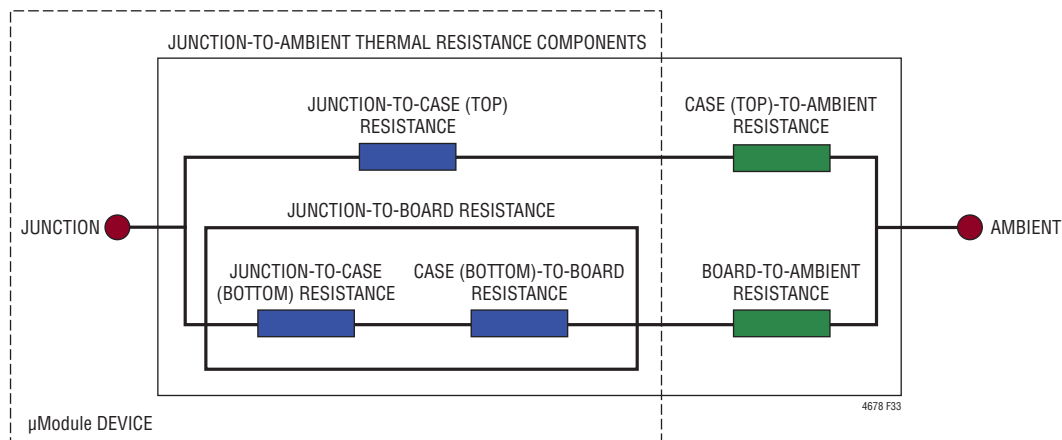 JUNCTION-TO-AMBIENT THERMAL RESISTANCE COMPONENTS
JUNCTION-TO-CASE (TOP)
RESISTANCE
CASE (TOP)-TO-AMBIENT
RESISTANCE
JUNCTION-TO-BOARD RESISTANCE
JUNCTION
AMBIENT
JUNCTION-TO-CASE
(BOTTOM) RESISTANCE
CASE (BOTTOM)-TO-BOARD
RESISTANCE
BOARD-TO-AMBIENT
RESISTANCE
4678 F33
µModule DEVICE